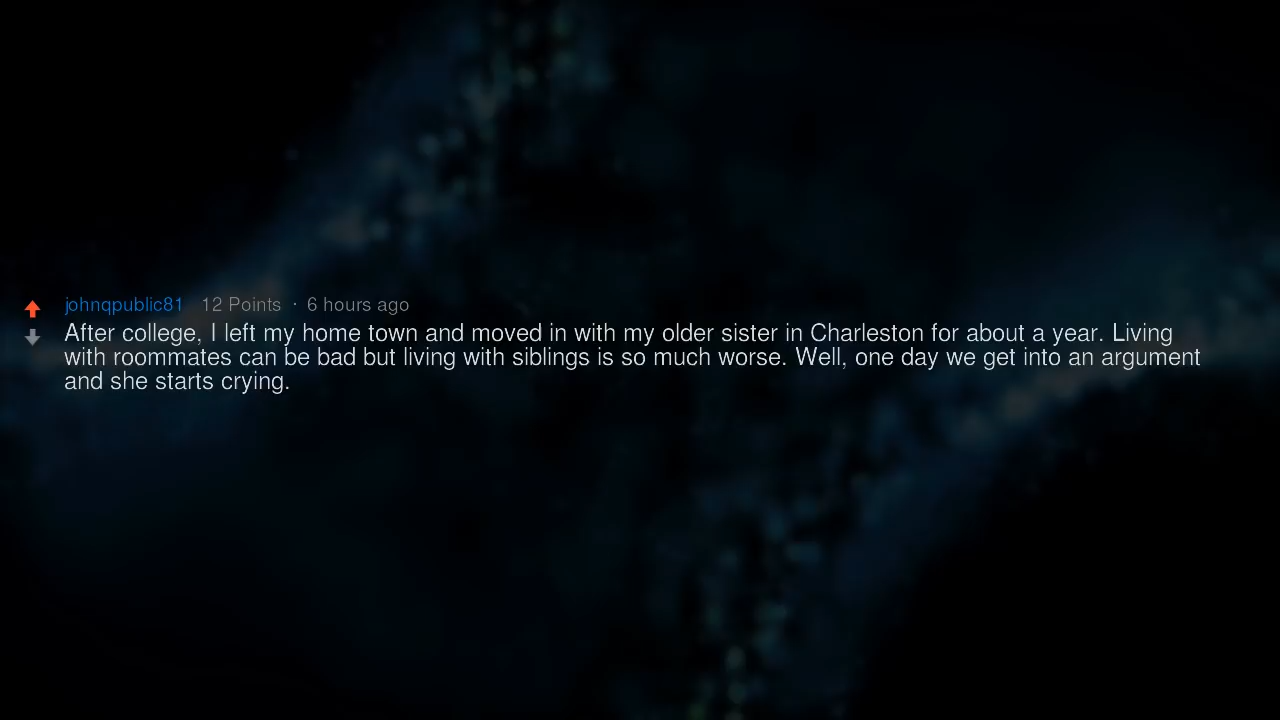 johnqpublic81 12 Points · 6 hours ago
After college, I left my home town and moved in with my older sister in Charleston for about a year. Living
with roommates can be bad but living with siblings is so much worse. Well, one day we get into an argument
and she starts crying.